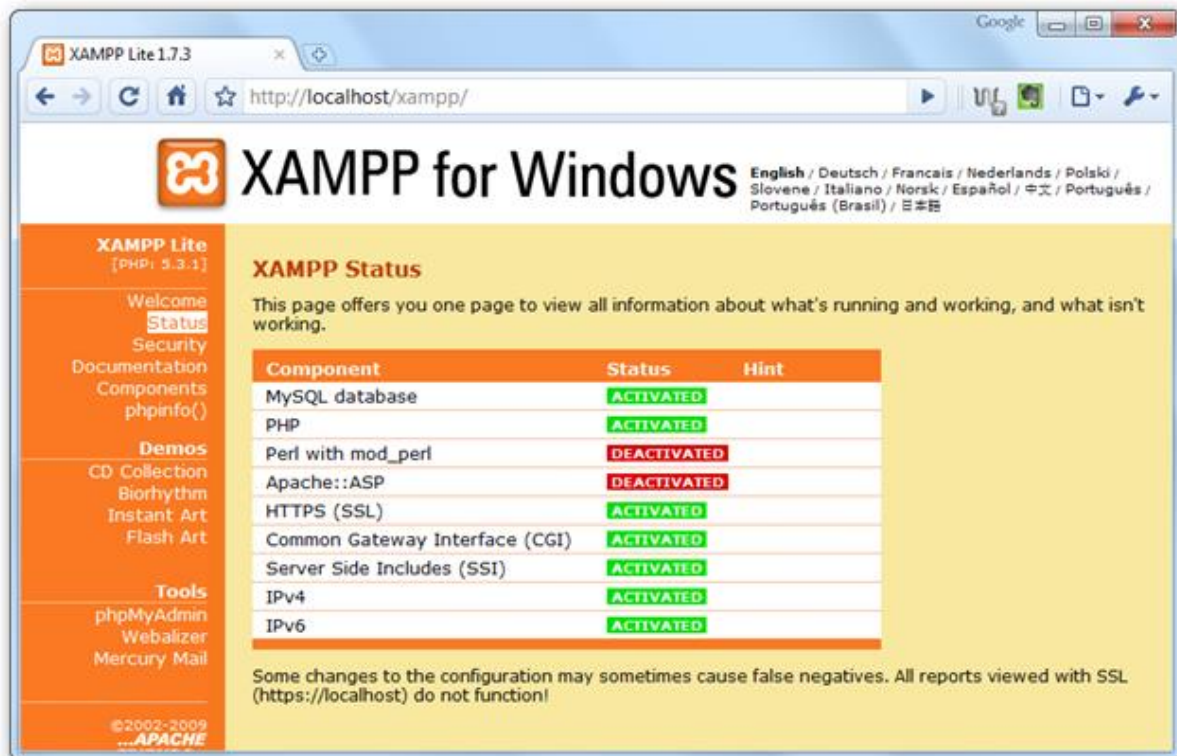 Google
XAMPP Lite 1.7.3
http://localhost/xampp/
XAMPP for Windows
English / Deutsch / Francais / Nederlands / Polski /
Slovene / Italiano / Norsk / Español / 中文 / Português /
Português (Brasil) / 日本語
XAMPP Lite
[PHP: 5.3.1]
Welcome
Status
Security
Documentation
Components
phpinfo()
Demos
CD Collection
Biorhythm
Instant Art
Flash Art
Tools
phpMyAdmin
Webalizer
Mercury Mail
©2002-2009
...APACHE
XAMPP Status
This page offers you one page to view all information about what's running and working, and what isn't
working.
Component Status Hint
MySQL database ACTIVATED
PHP ACTIVATED
Perl with mod_perl DEACTIVATED
Apache::ASP DEACTIVATED
HTTPS (SSL) ACTIVATED
Common Gateway Interface (CGI) ACTIVATED
Server Side Includes (SSI) ACTIVATED
IPv4 ACTIVATED
IPv6 ACTIVATED
Some changes to the configuration may sometimes cause false negatives. All reports viewed with SSL
(https://localhost) do not function!